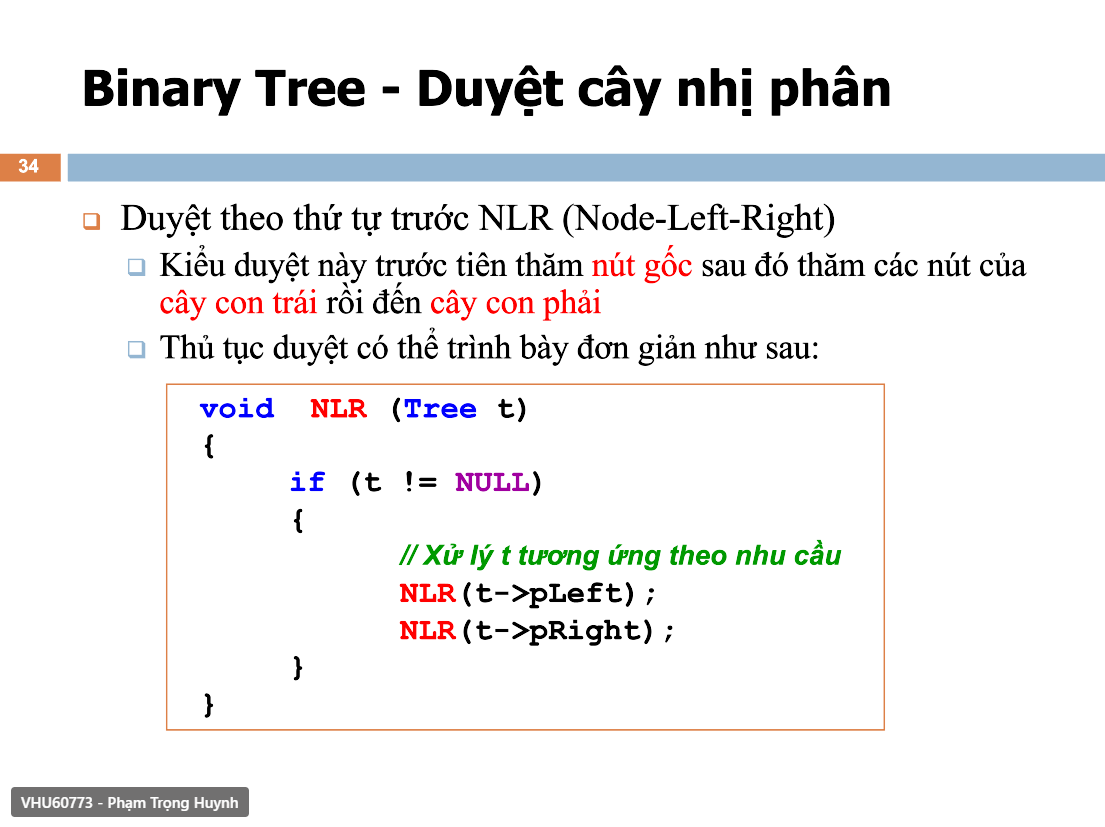 Binary Tree - Duyệt cây nhị phân
34
Duyệt theo thứ tự trước NLR (Node-Left-Right)
Kiểu duyệt này trước tiên thăm nút gốc sau đó thăm các nút của
cây con trái rồi đến cây con phải
Thủ tục duyệt có thể trình bày đơn giản như sau:
void NLR (Tree t)
{
if (t != NULL)
{
// Xử lý t tương ứng theo nhu cầu
NLR(t->pLeft);
NLR(t->pRight);
}
}
VHU60773 - Phạm Trọng Huynh